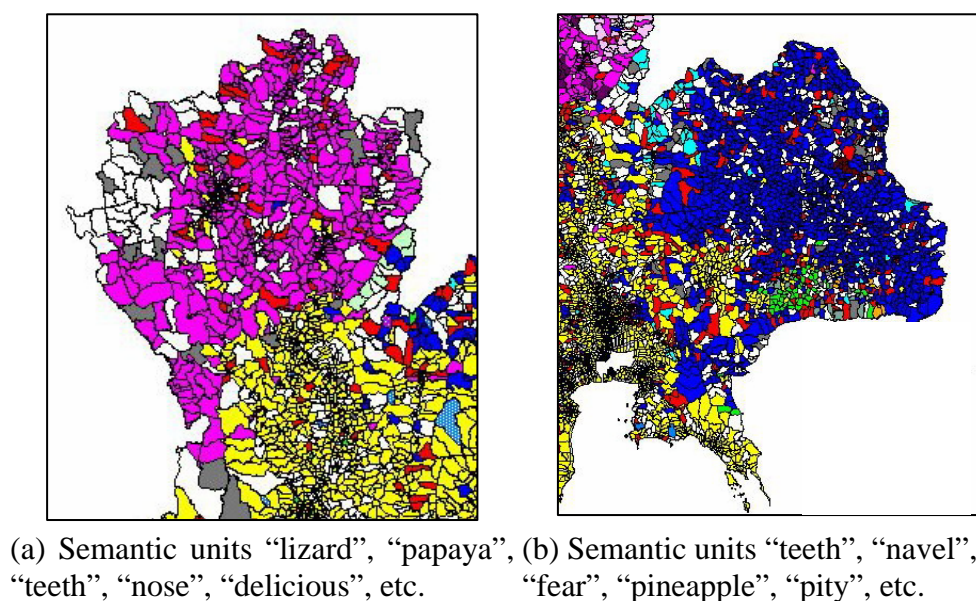 (a) Semantic units “lizard”, “papaya”,
“teeth”, “nose”, “delicious”, etc.
(b) Semantic units “teeth”, “navel”,
“fear”, “pineapple”, “pity”, etc.